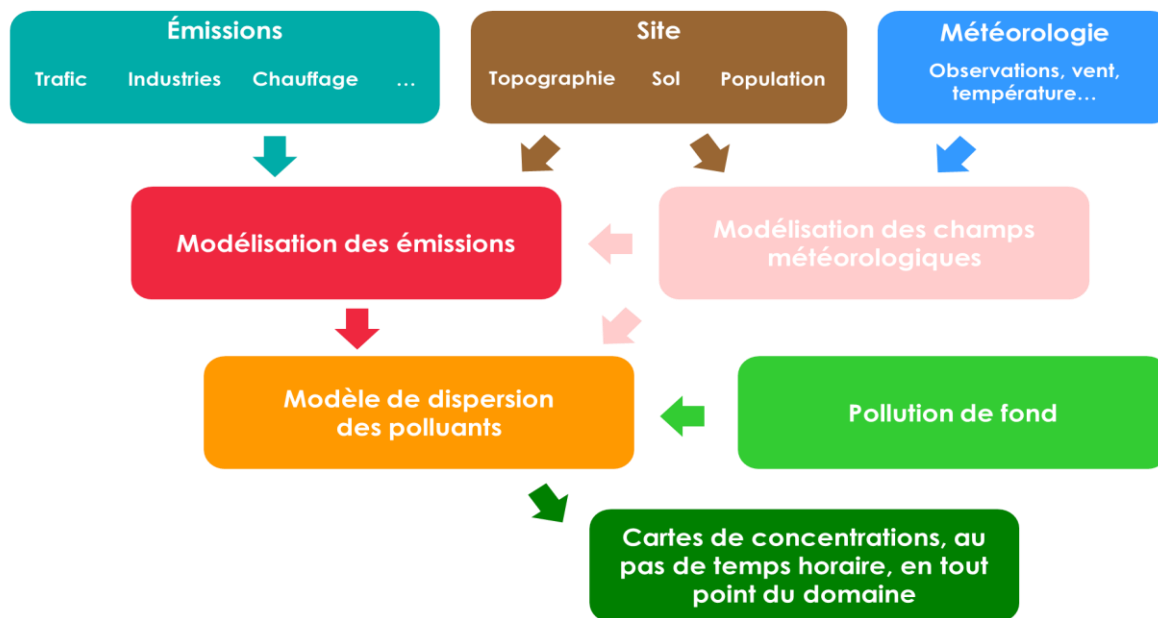 Émissions
Trafic Industries Chauffage ...
Site
Topographie Sol Population
Météorologie
Observations, vent,
température...
Modélisation des émissions
Modélisation des champs
météorologiques
Modèle de dispersion
des polluants
Pollution de fond
Cartes de concentrations, au
pas de temps horaire, en tout
point du domaine